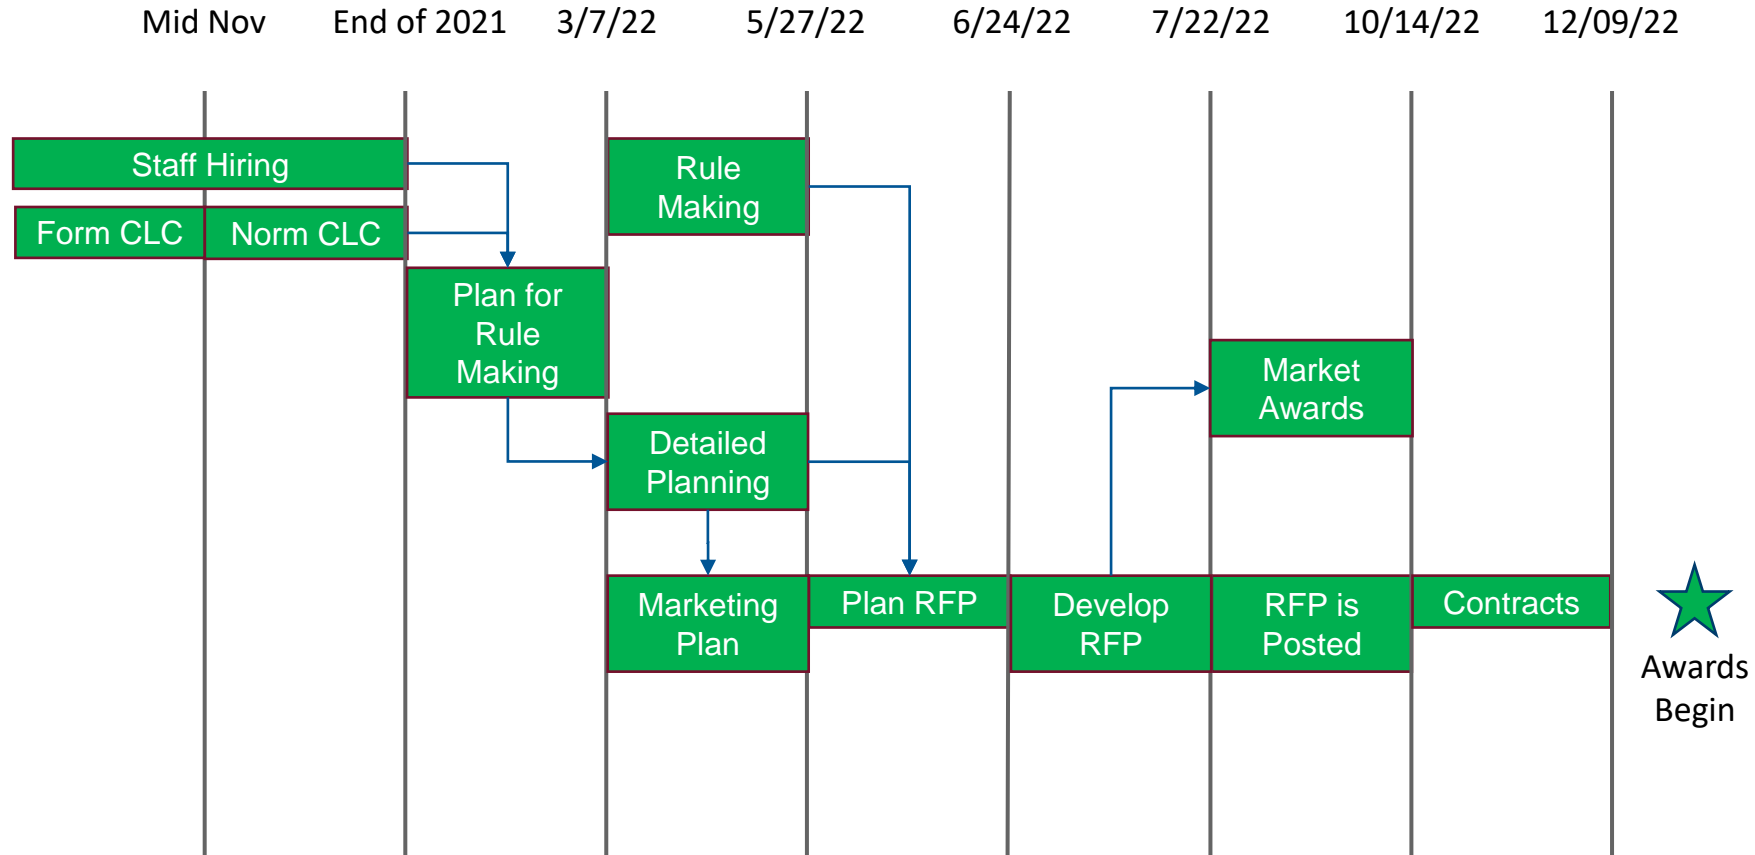 Mid Nov
End of 2021
3/7/22
5/27/22
6/24/22
7/22/22
10/14/22
12/09/22
Staff Hiring
Form CLC
Norm CLC
Rule
Making
Plan for
Rule
Making
Market
Awards
Detailed
Planning
Marketing
Plan
Plan RFP
Develop
RFP
RFP is
Posted
Contracts
Awards
Begin